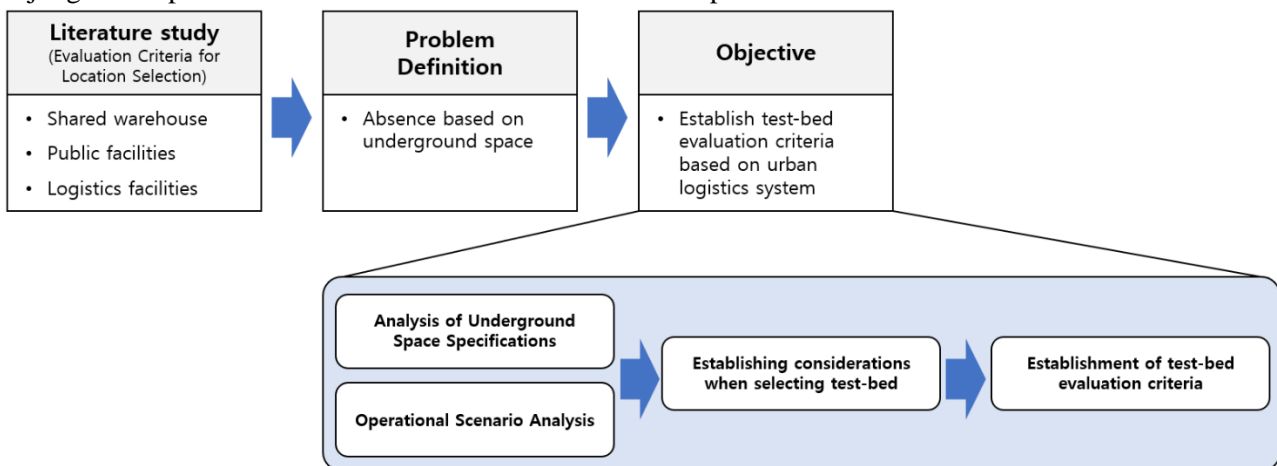 Literature study
(Evaluation Criteria for
Location Selection)
• Shared warehouse
• Public facilities
• Logistics facilities
Problem
Definition
• Absence based on
underground space
Objective
• Establish test-bed
evaluation criteria
based on urban
logistics system
Analysis of Underground
Space Specifications
Operational Scenario Analysis
Establishing considerations
when selecting test-bed
Establishment of test-bed
evaluation criteria